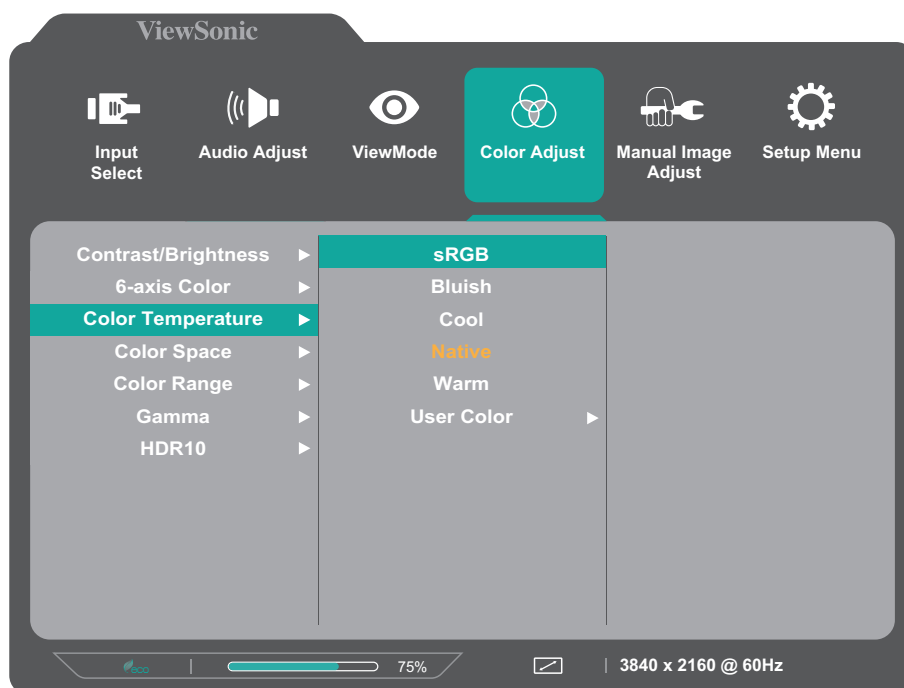 ViewSonic
Input
Select
Audio Adjust
ViewMode
Color Adjust
Manual Image
Adjust
Setup Menu
Contrast/Brightness
6-axis Color
Color Temperature
Color Space
Color Range
Gamma
HDR10
sRGB
Bluish
Cool
Native
Warm
User Color
eco
75%
3840 x 2160 @ 60Hz